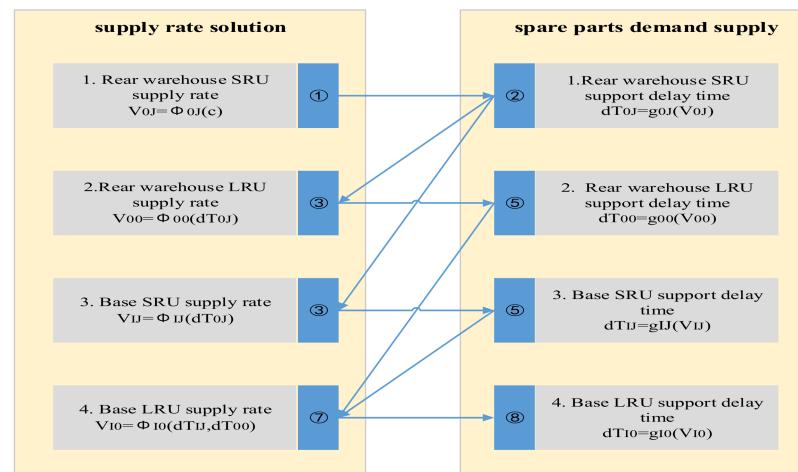 supply rate solution
1. Rear warehouse SRU
supply rate
V0J=Φ0J(c)
①
2.Rear warehouse LRU
supply rate
V00=Φ00(dT0J)
③
3. Base SRU supply rate
VIJ=ΦIJ(dT0J)
③
4. Base LRU supply rate
VI0=ΦI0(dTIJ,dT00)
⑦
spare parts demand supply
②
1.Rear warehouse SRU
support delay time
dT0J=g0J(V0J)
⑤
2. Rear warehouse LRU
support delay time
dT00=g00(V00)
⑤
3. Base SRU support delay
time
dTIJ=gIJ(VIJ)
⑧
4. Base LRU support delay
time
dTI0=gI0(VI0)